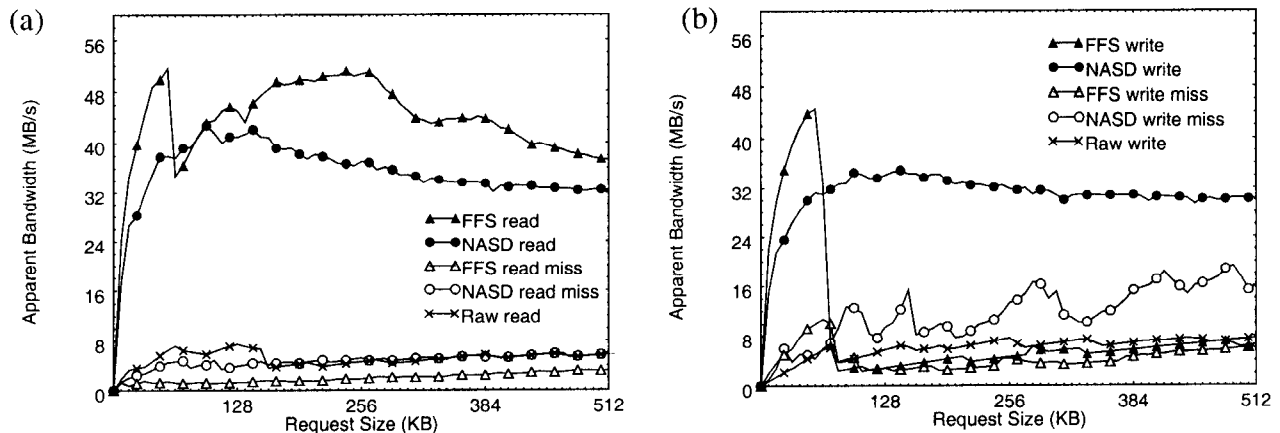 (a)
Apparent Bandwidth (MB/s)
56
48
40
32
24
16
8
0
FFS read
NASD read
FFS read miss
NASD read miss
Raw read
128
256
384
512
Request Size (KB)
(b)
Apparent Bandwidth (MB/s)
56
48
40
32
24
16
8
0
FFS write
NASD write
FFS write miss
NASD write miss
Raw write
128
256
384
512
Request Size (KB)